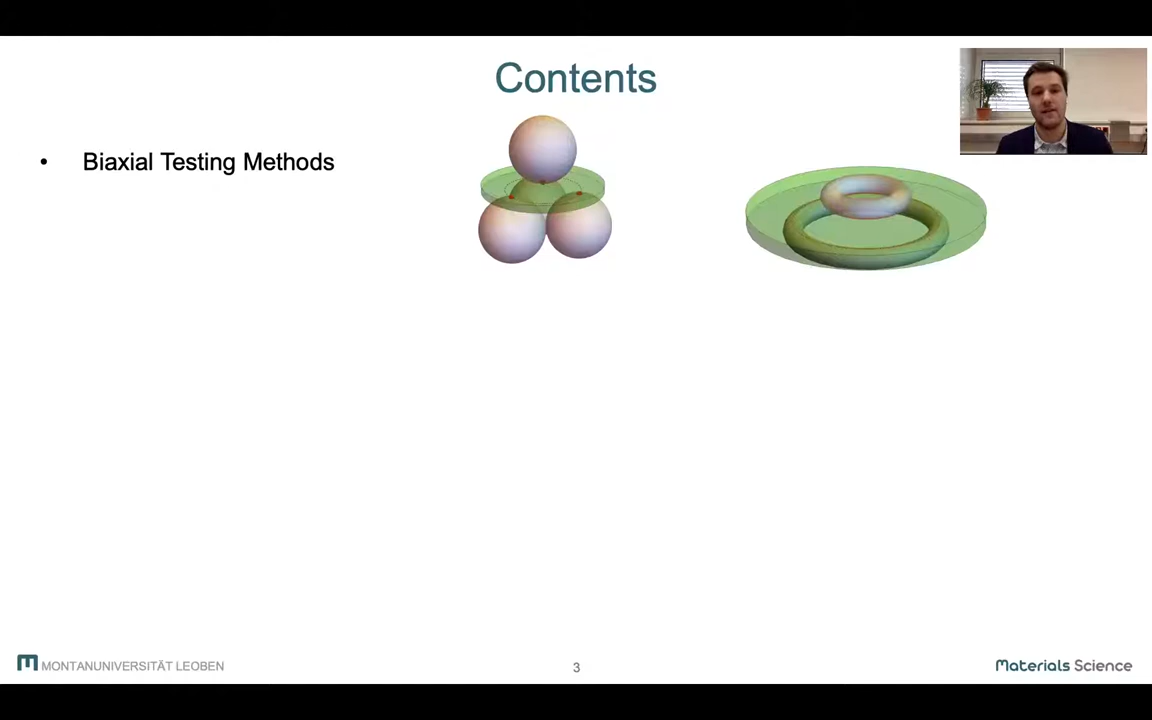 Contents
• Biaxial Testing Methods
MONTANUNIVERSITÄT LEOBEN
3
Materials Science